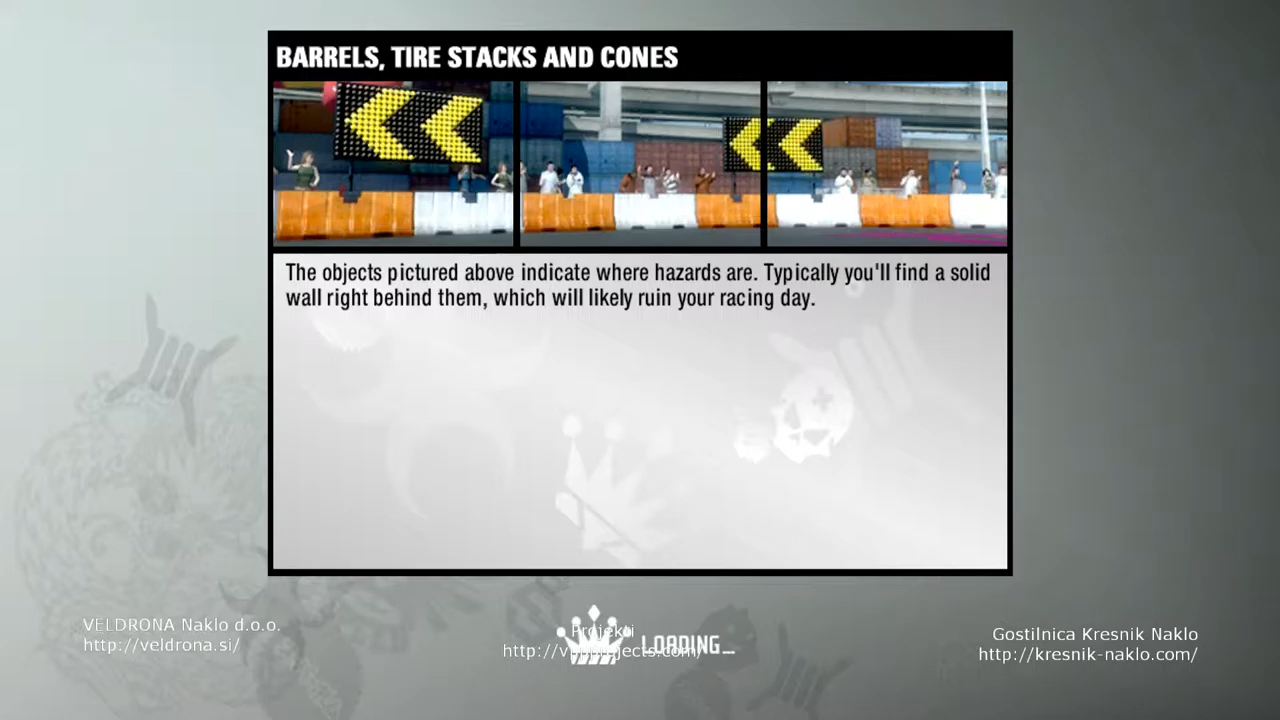 BARRELS, TIRE STACKS AND CONES
The objects pictured above indicate where hazards are. Typically you'll find a solid
wall right behind them, which will likely ruin your racing day.
VELDRONA Naklo d.o.o.
http://veldrona.si/
Projekti
LOADING...
Gostilnica Kresnik Naklo
http://kresnik-naklo.com/